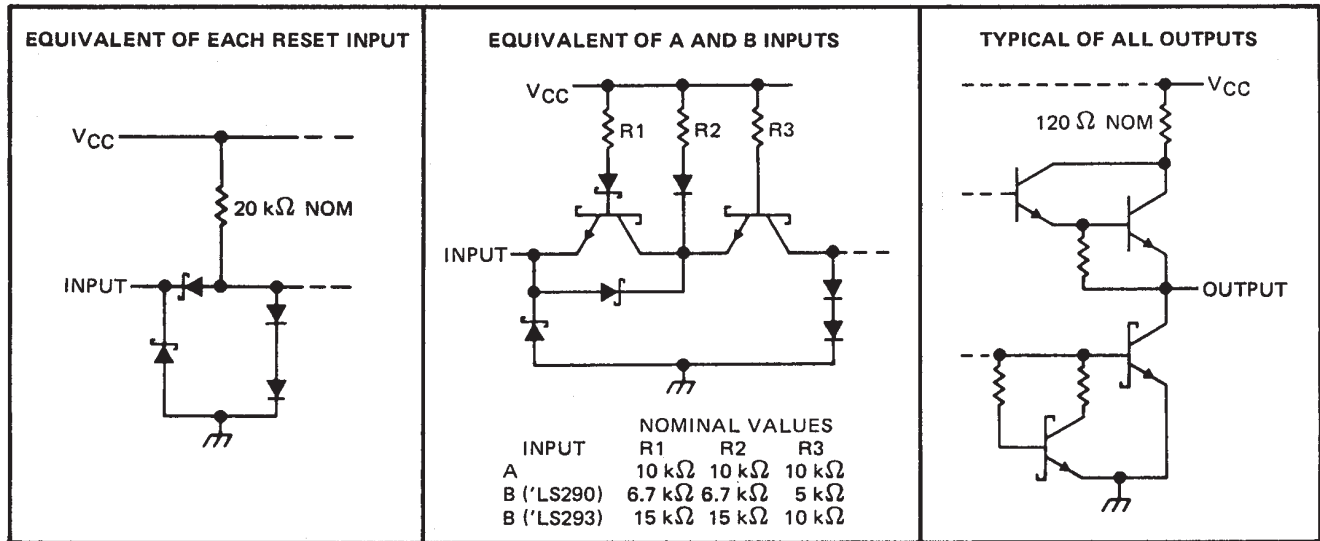 EQUIVALENT OF EACH RESET INPUT
VCC
20 kΩ NOM
INPUT
EQUIVALENT OF A AND B INPUTS
VCC
R1 R2 R3
INPUT
NOMINAL VALUES
INPUT R1 R2 R3
A 10 kΩ 10 kΩ 10 kΩ
B ('LS290) 6.7 kΩ 6.7 kΩ 5 kΩ
B ('LS293) 15 kΩ 15 kΩ 10 kΩ
TYPICAL OF ALL OUTPUTS
VCC
120 Ω NOM
OUTPUT